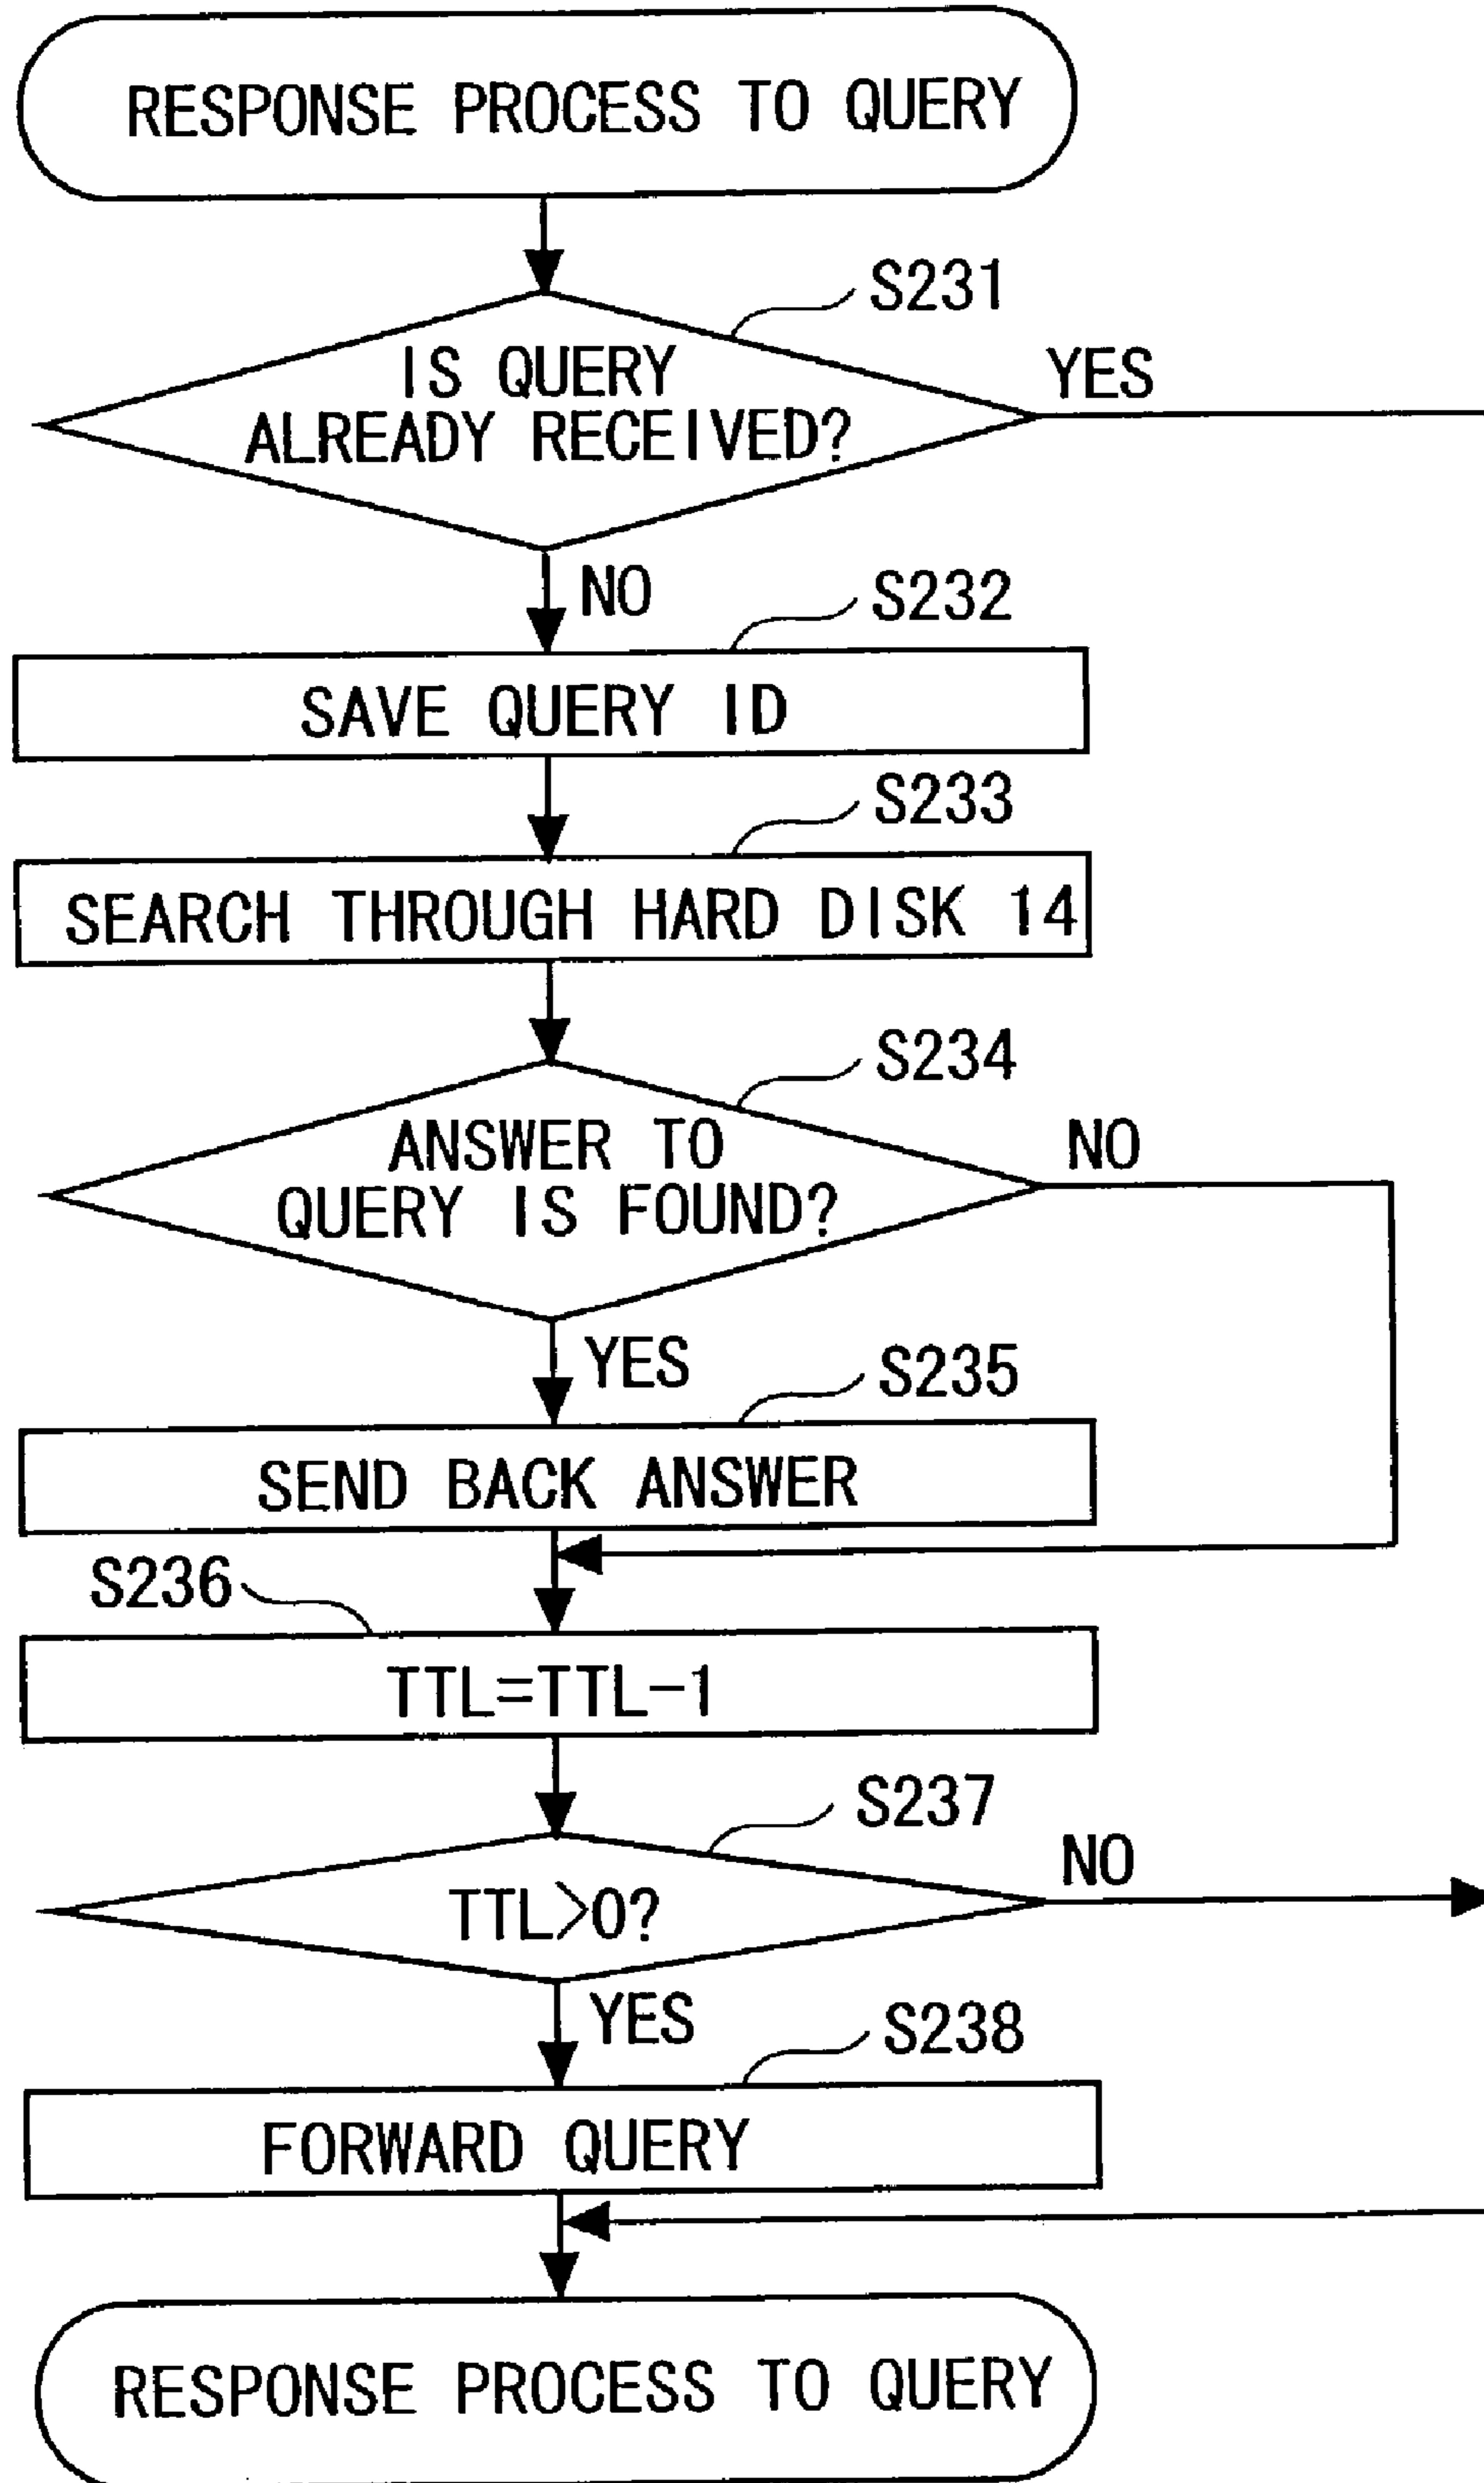 RESPONSE PROCESS TO QUERY
S231
IS QUERY
ALREADY RECEIVED?
YES
NO
S232
SAVE QUERY ID
S233
SEARCH THROUGH HARD DISK 14
S234
ANSWER TO
QUERY IS FOUND?
NO
YES
S235
SEND BACK ANSWER
S236
TTL=TTL-1
S237
TTL>0?
NO
YES
S238
FORWARD QUERY
RESPONSE PROCESS TO QUERY